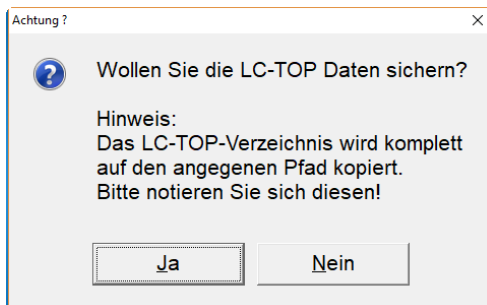 Achtung ?
Wollen Sie die LC-TOP Daten sichern?
Hinweis:
Das LC-TOP-Verzeichnis wird komplett
auf den angegenen Pfad kopiert.
Bitte notieren Sie sich diesen!
Ja
Nein